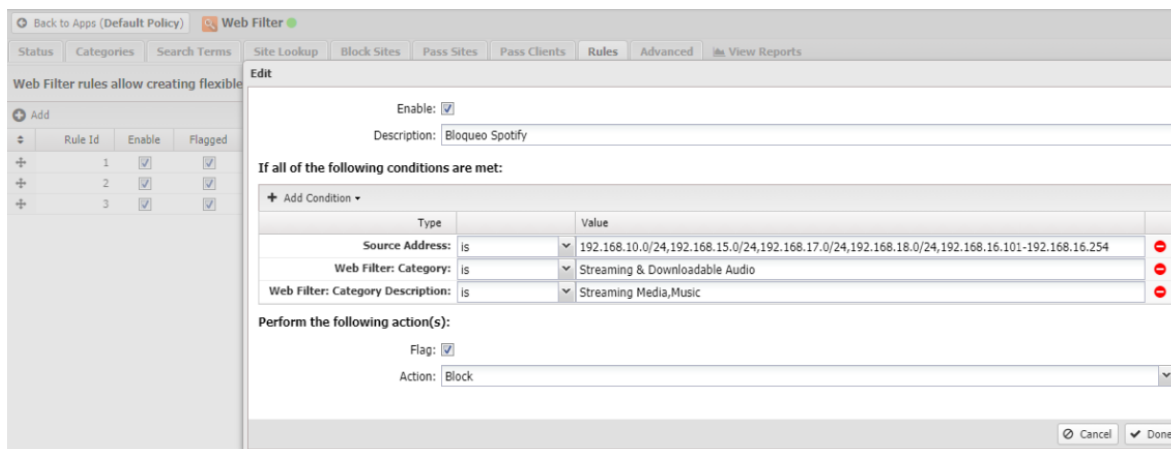 Back to Apps (Default Policy) Web Filter
Status Categories Search Terms Site Lookup Block Sites Pass Sites Pass Clients Rules Advanced View Reports
Web Filter rules allow creating flexible
Edit
Add
Rule Id Enable Flagged
1
2
3
Enable:
Description: Bloqueo Spotify
If all of the following conditions are met:
Add Condition
Type Value
Source Address: is 192.168.10.0/24,192.168.15.0/24,192.168.17.0/24,192.168.18.0/24,192.168.16.101-192.168.16.254
Web Filter: Category: is Streaming & Downloadable Audio
Web Filter: Category Description: is Streaming Media,Music
Perform the following action(s):
Flag:
Action: Block
Cancel Done